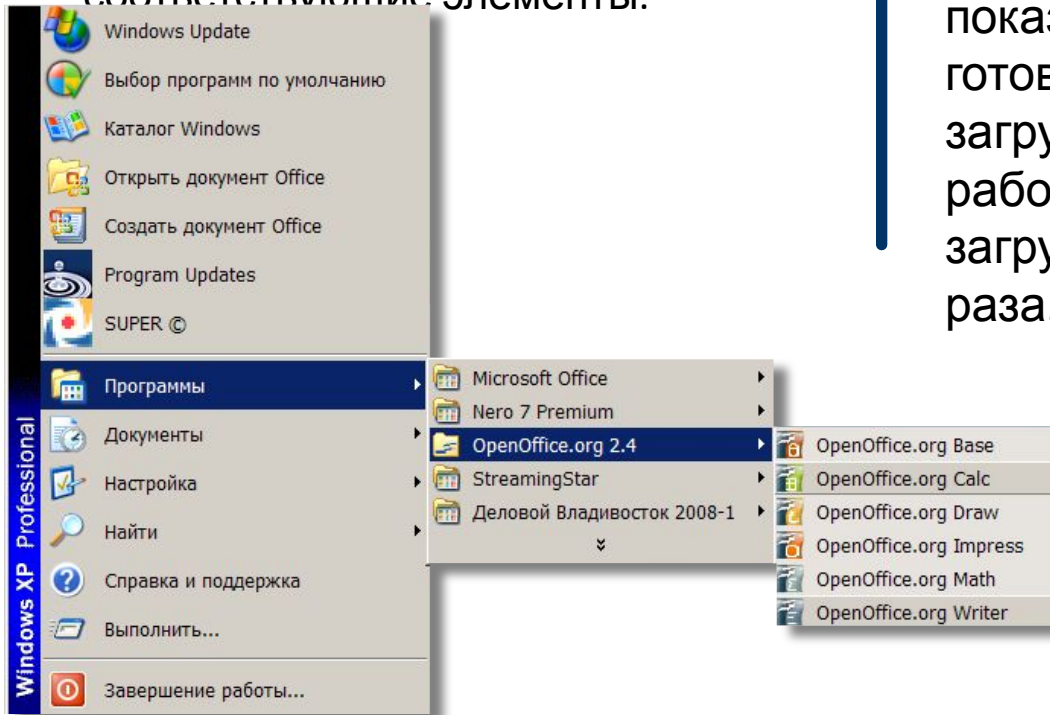 элементы.
Windows Update
Выбор программ по умолчанию
Каталог Windows
Открыть документ Office
Создать документ Office
Program Updates
SUPER ©
Программы
Документы
Настройка
Найти
Справка и поддержка
Выполнить...
Завершение работы...
Windows XP Professional
Microsoft Office
Nero 7 Premium
OpenOffice.org 2.4
StreamingStar
Деловой Владивосток 2008-1
OpenOffice.org Base
OpenOffice.org Calc
OpenOffice.org Draw
OpenOffice.org Impress
OpenOffice.org Math
OpenOffice.org Writer
пока
готов
загру
рабо
загру
раза